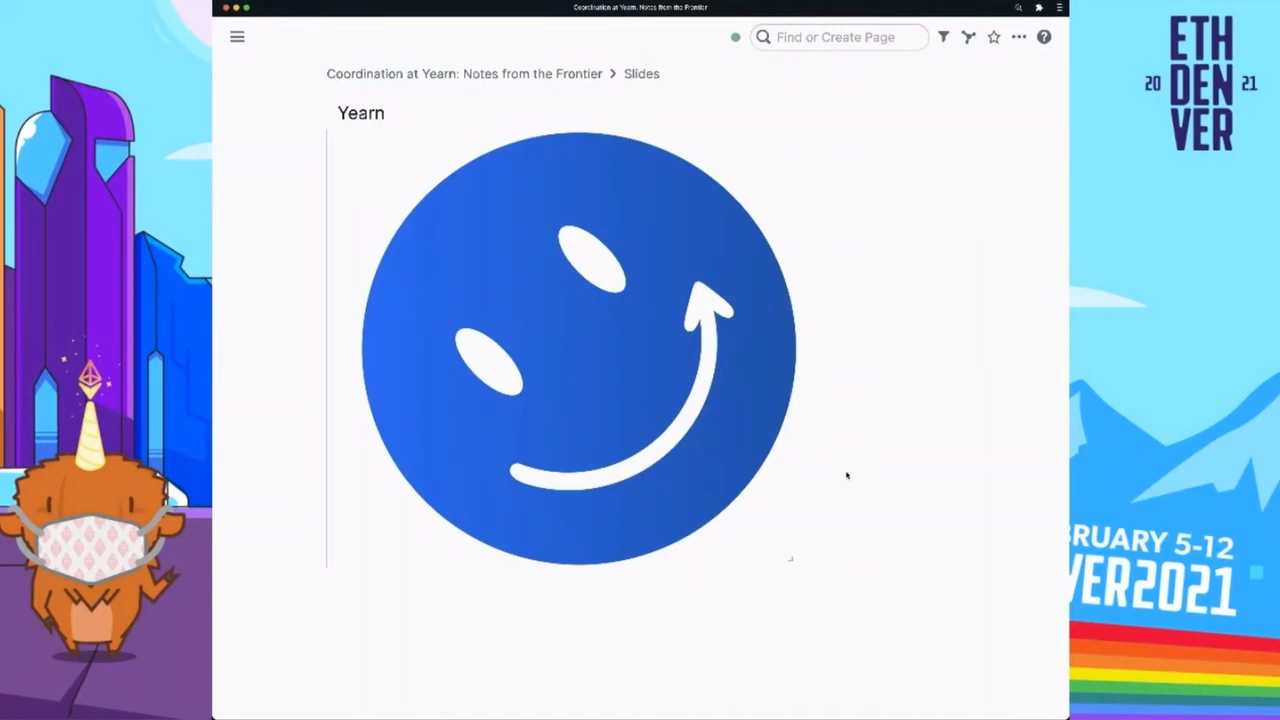 Coordination at Yearn: Notes from the Frontier
Find or Create Page
Coordination at Yearn: Notes from the Frontier > Slides
Yearn
ETH
20 DEN 21
VER
BRUARY 5-12
VER2021